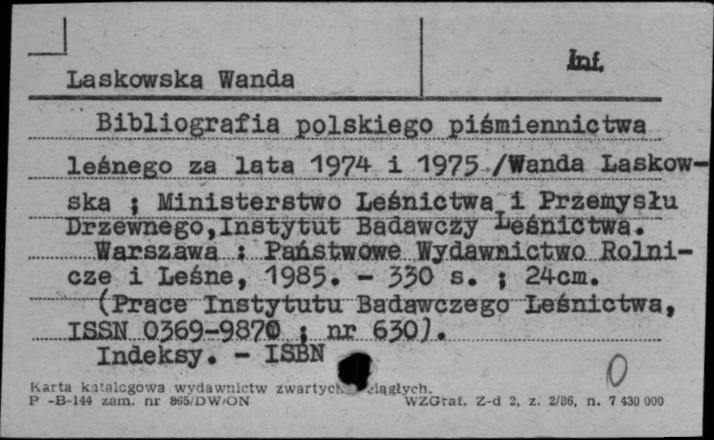 Inf.
Laskowska Wanda
Bibliografia polskiego piśmiennictwa
leśnego za lata 1974 i 1975 /Wanda Laskow-
ska ; Ministerstwo Leśnictwa i Przemysłu
Drzewnego,Instytut Badawczy Leśnictwa.
Warszawa : Państwowe Wydawnictwo Rolni-
cze i Leśne, 1985. - 330 s. ; 24cm.
(Prace Instytutu Badawczego Leśnictwa,
ISSN 0369-9870 ; nr 630).
Indeksy. - ISBN
0
Karta katalogowa wydawnictw zwartych ciągłych.
P -B-144 zam. nr 865/DW/ON WZGraf. Z-d 2, z. 2/86, n. 7 430 000